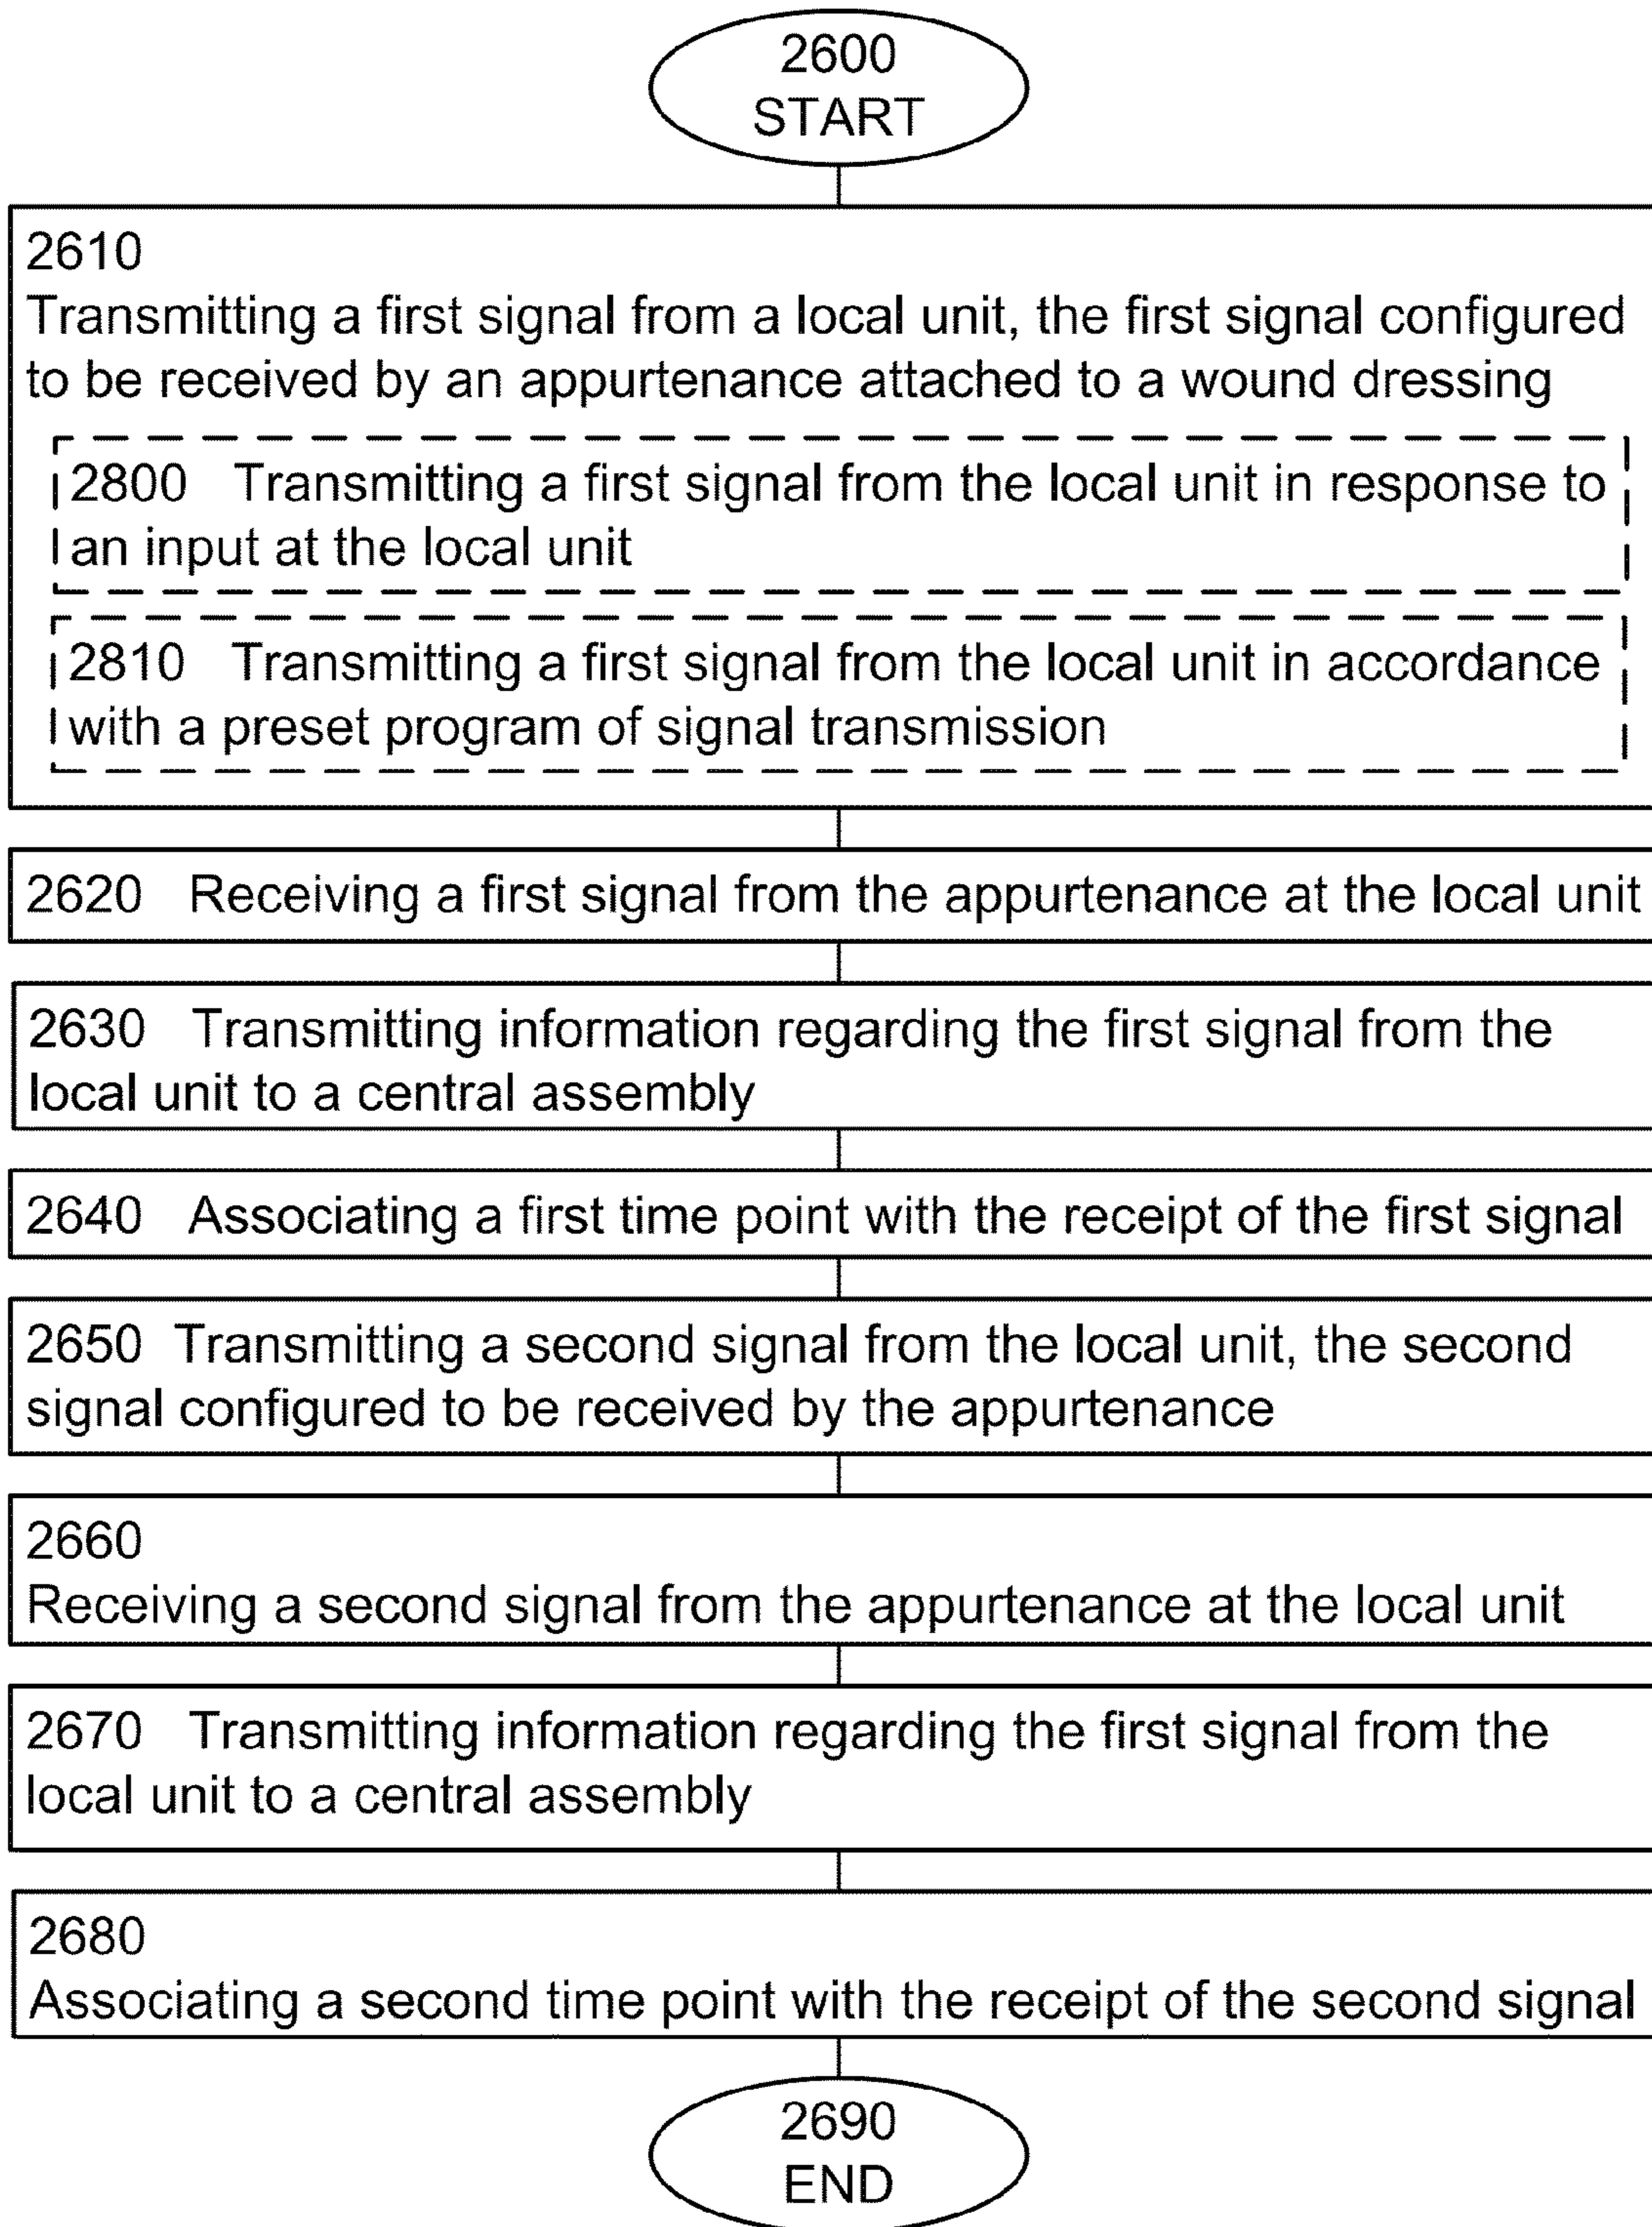 2600
START
2610
Transmitting a first signal from a local unit, the first signal configured
to be received by an appurtenance attached to a wound dressing
2800 Transmitting a first signal from the local unit in response to
an input at the local unit
2810 Transmitting a first signal from the local unit in accordance
with a preset program of signal transmission
2620 Receiving a first signal from the appurtenance at the local unit
2630 Transmitting information regarding the first signal from the
local unit to a central assembly
2640 Associating a first time point with the receipt of the first signal
2650 Transmitting a second signal from the local unit, the second
signal configured to be received by the appurtenance
2660
Receiving a second signal from the appurtenance at the local unit
2670 Transmitting information regarding the first signal from the
local unit to a central assembly
2680
Associating a second time point with the receipt of the second signal
2690
END